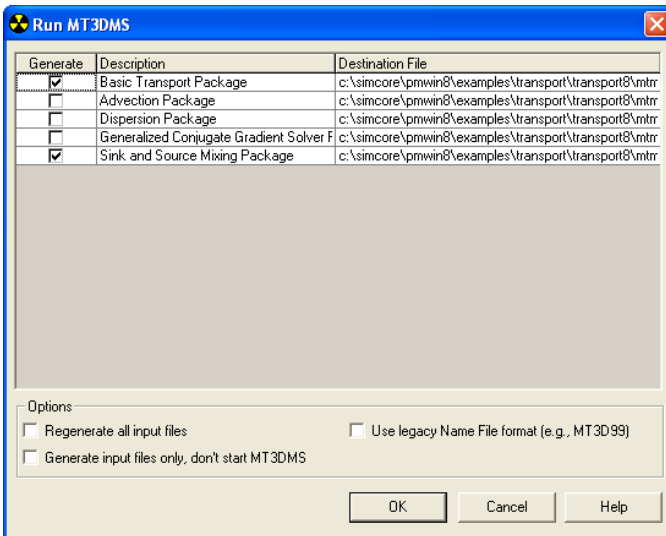 Run MT3DMS
Generate Description Destination File
Basic Transport Package c:\simcore\pmwin8\examples\transport\transport8\mtm
Advection Package c:\simcore\pmwin8\examples\transport\transport8\mtm
Dispersion Package c:\simcore\pmwin8\examples\transport\transport8\mtm
Generalized Conjugate Gradient Solver F c:\simcore\pmwin8\examples\transport\transport8\mtm
Sink and Source Mixing Package c:\simcore\pmwin8\examples\transport\transport8\mtm
Options
Regenerate all input files Use legacy Name File format (e.g., MT3D99)
Generate input files only, don't start MT3DMS
OK Cancel Help